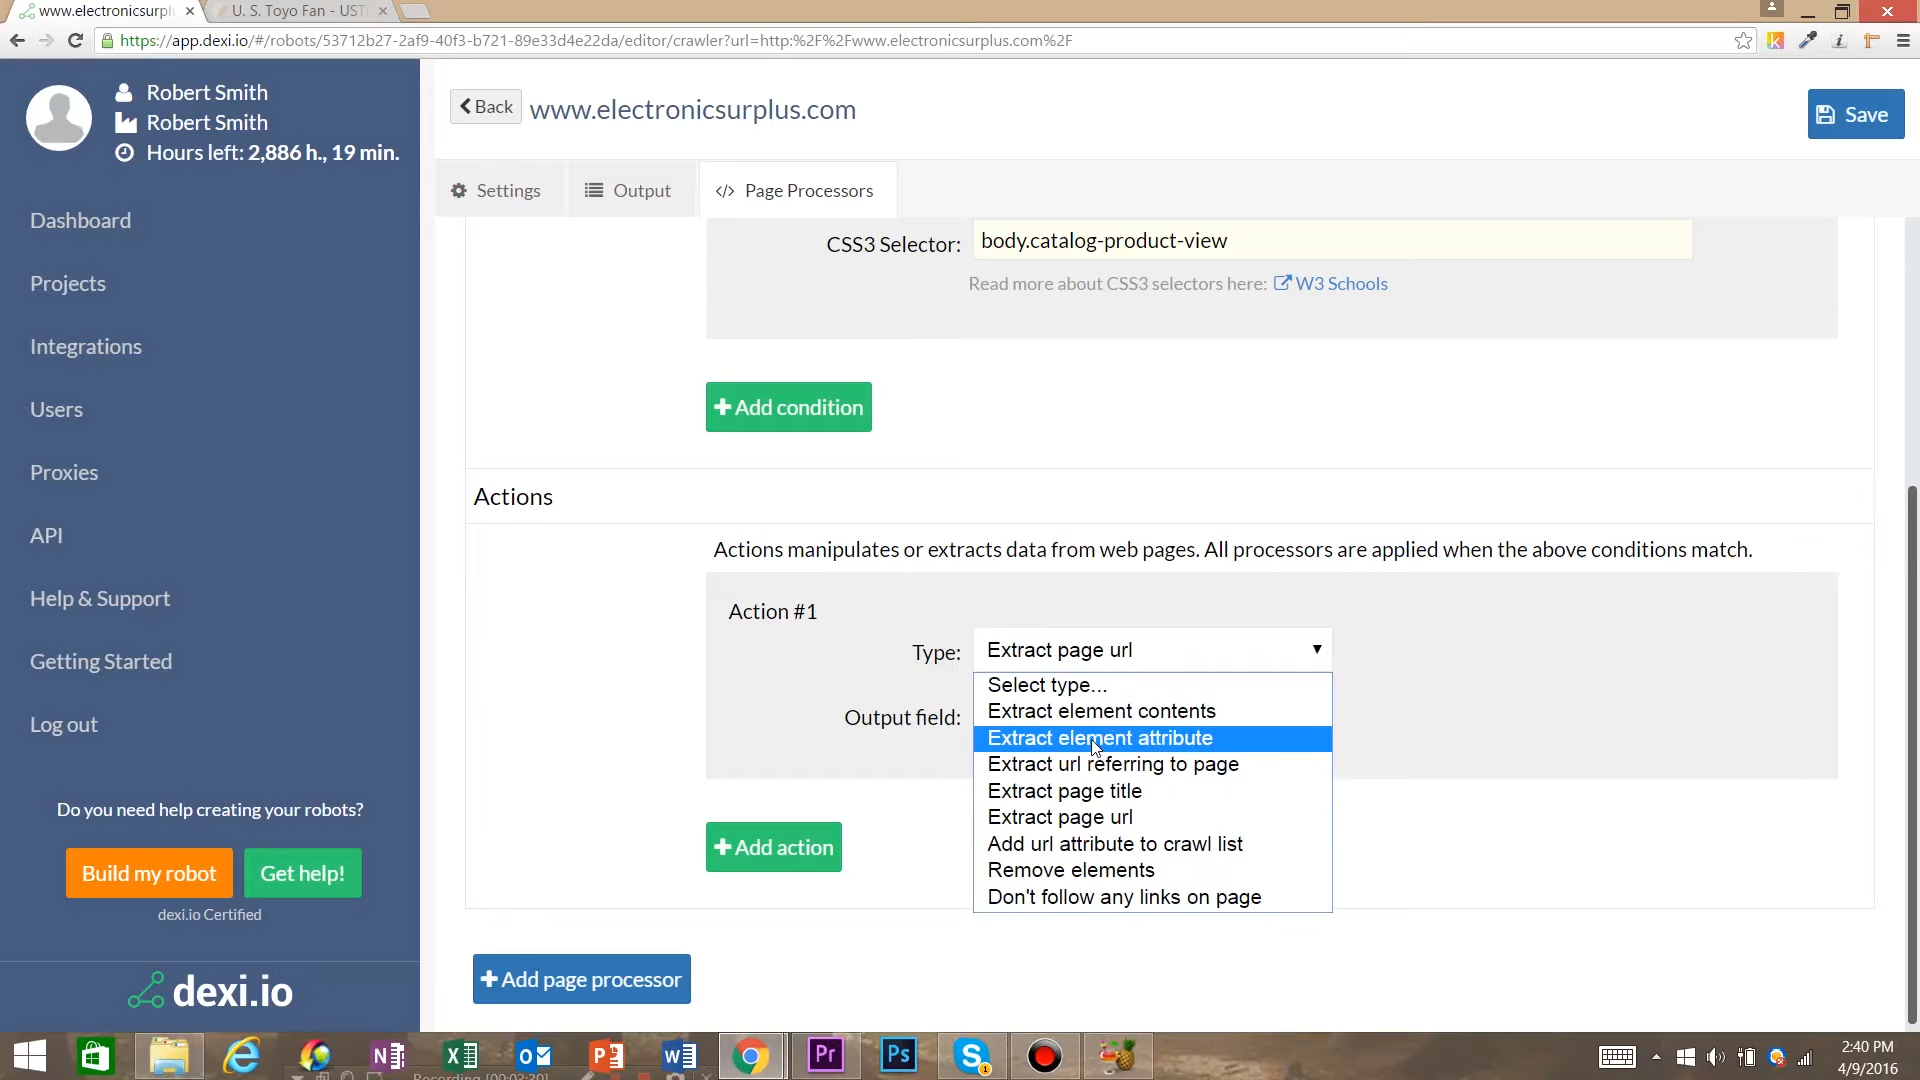 www.electronicsurpl
U. S. Toyo Fan - UST
https://app.dexi.io/#/robots/53712b27-2af9-40f3-b721-89e33d4e22da/editor/crawler?url=http:%2F%2Fwww.electronicsurplus.com%2F
Robert Smith
Robert Smith
Hours left: 2,886 h., 19 min.
Dashboard
Projects
Integrations
Users
Proxies
API
Help & Support
Getting Started
Log out
Do you need help creating your robots?
Build my robot
Get help!
dexi.io Certified
dexi.io
Back
www.electronicsurplus.com
Save
Settings
Output
Page Processors
CSS3 Selector:
body.catalog-product-view
Read more about CSS3 selectors here: W3 Schools
Add condition
Actions
Actions manipulates or extracts data from web pages. All processors are applied when the above conditions match.
Action #1
Type:
Extract page url
Output field:
Select type...
Extract element contents
Extract element attribute
Extract url referring to page
Extract page title
Extract page url
Add url attribute to crawl list
Remove elements
Don't follow any links on page
Add action
Add page processor
2:40 PM
4/9/2016